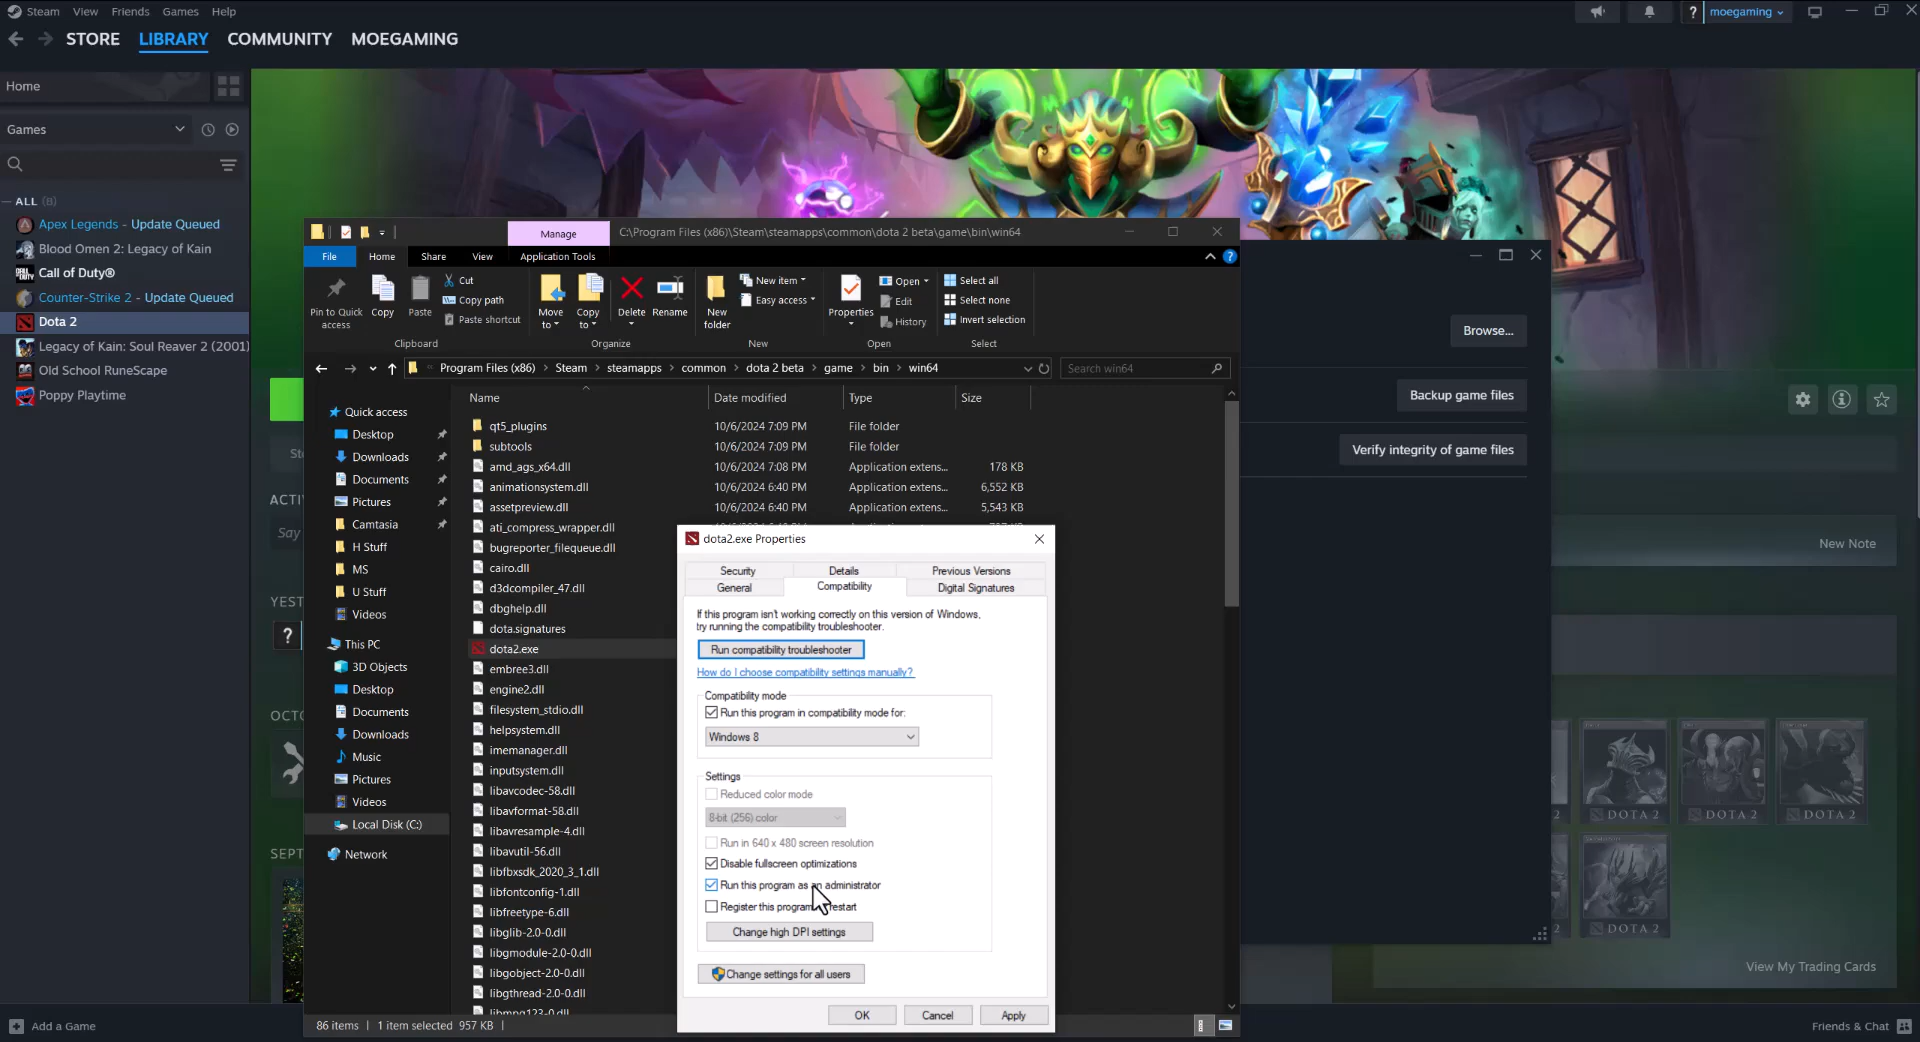 Steam View Friends Games Help
? moegaming
STORE LIBRARY COMMUNITY MOEGAMING
Home
Games
ALL (8)
Apex Legends - Update Queued
Blood Omen 2: Legacy of Kain
Call of Duty®
Counter-Strike 2 - Update Queued
Dota 2
Legacy of Kain: Soul Reaver 2 (2001)
Old School RuneScape
Poppy Playtime
Add a Game
Manage C:\Program Files (x86)\Steam\steamapps\common\dota 2 beta\game\bin\win64
File Home Share View Application Tools
Pin to Quick access
Copy
Paste
Cut
Copy path
Paste shortcut
Clipboard
Move to
Copy to
Delete
Rename
Organize
New folder
New item
Easy access
New
Properties
Open
Edit
History
Open
Select all
Select none
Invert selection
Select
Program Files (x86) > Steam > steamapps > common > dota 2 beta > game > bin > win64
Search win64
Quick access
Desktop
Downloads
Documents
Pictures
Camtasia
H Stuff
MS
U Stuff
Videos
This PC
3D Objects
Desktop
Documents
Downloads
Music
Pictures
Videos
Local Disk (C:)
Network
Name Date modified Type Size
qt5_plugins 10/6/2024 7:09 PM File folder
subtools 10/6/2024 7:09 PM File folder
amd_ags_x64.dll 10/6/2024 7:08 PM Application extens... 178 KB
animationsystem.dll 10/6/2024 6:40 PM Application extens... 6,552 KB
assetpreview.dll 10/6/2024 6:40 PM Application extens... 5,543 KB
ati_compress_wrapper.dll
bugreporter_filequeue.dll
cairo.dll
d3dcompiler_47.dll
dbghelp.dll
dota.signatures
dota2.exe
embree3.dll
engine2.dll
filesystem_stdio.dll
helpsystem.dll
imemanager.dll
inputsystem.dll
libavcodec-58.dll
libavformat-58.dll
libavresample-4.dll
libavutil-56.dll
libfbxsdk_2020_3_1.dll
libfontconfig-1.dll
libfreetype-6.dll
libglib-2.0-0.dll
libgmodule-2.0-0.dll
libgobject-2.0-0.dll
libgthread-2.0-0.dll
libmpg123-0.dll
86 items 1 item selected 957 KB
dota2.exe Properties
Security Details Previous Versions
General Compatibility Digital Signatures
If this program isn't working correctly on this version of Windows,
try running the compatibility troubleshooter.
Run compatibility troubleshooter
How do I choose compatibility settings manually?
Compatibility mode
Run this program in compatibility mode for:
Windows 8
Settings
Reduced color mode
8-bit (256) color
Run in 640 x 480 screen resolution
Disable fullscreen optimizations
Run this program as an administrator
Register this program restart
Change high DPI settings
Change settings for all users
OK Cancel Apply
Browse...
Backup game files
Verify integrity of game files
St
ACTI
Say
YEST
?
OCTO
SEPT
New Note
2 DOTA 2 DOTA 2 DOTA 2
2 DOTA 2
View My Trading Cards
Friends & Chat